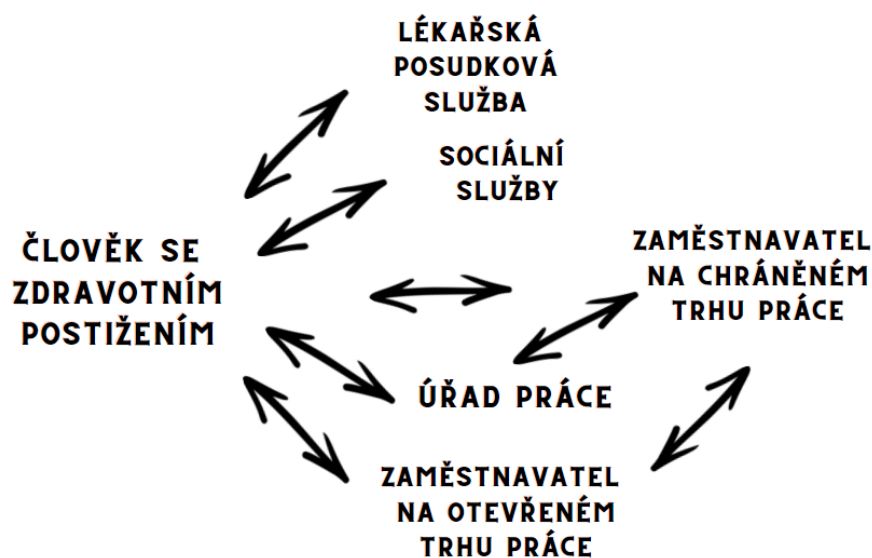 LÉKAŘSKÁ
POSUDKOVÁ
SLUŽBA
SOCIÁLNÍ
SLUŽBY
ČLOVĚK SE
ZDRAVOTNÍM
POSTIŽENÍM
ZAMĚSTNAVATEL
NA CHRÁNĚNÉM
TRHU PRÁCE
ÚŘAD PRÁCE
ZAMĚSTNAVATEL
NA OTEVŘENÉM
TRHU PRÁCE